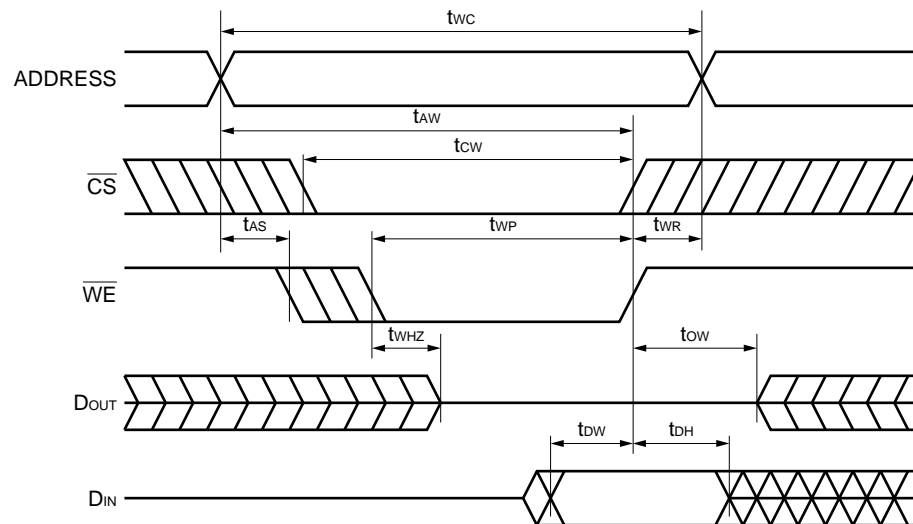 tWC
ADDRESS
tAW
tCW
CS
tAS
tWP
tWR
WE
tWHZ
tOW
DOUT
tDW
tDH
DIN